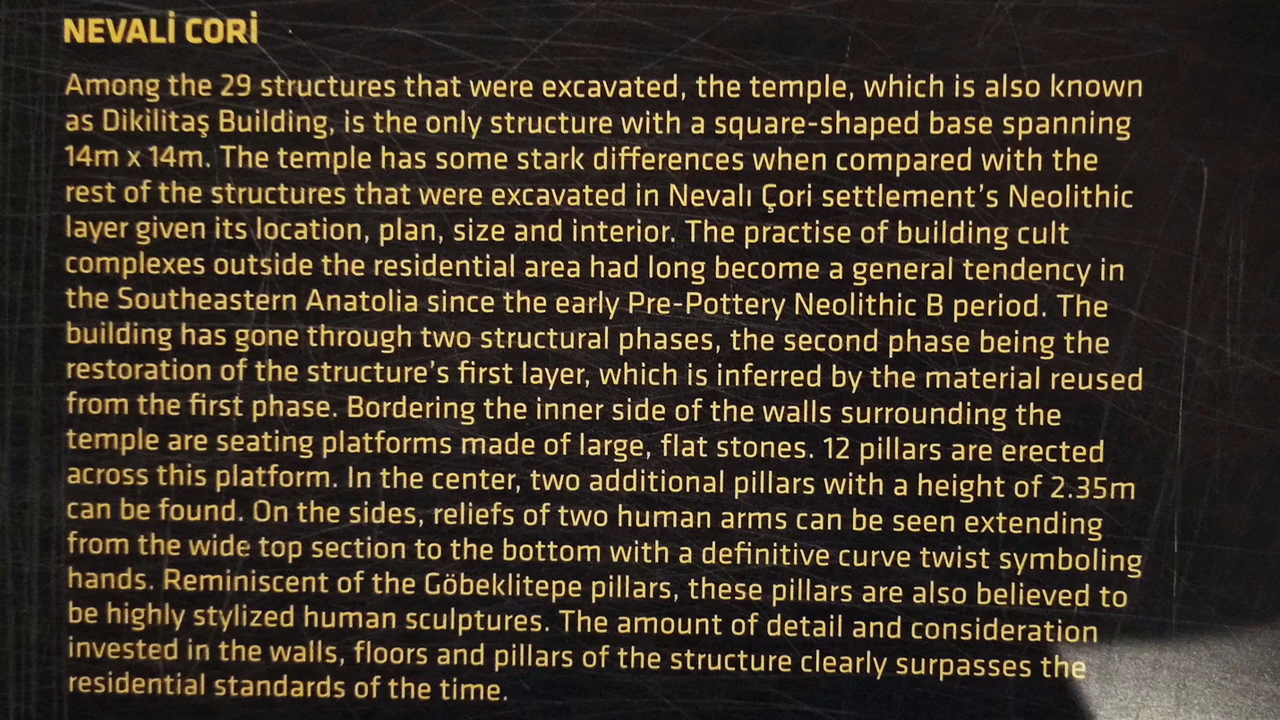 NEVALİ CORİ
Among the 29 structures that were excavated, the temple, which is also known
as Dikilitaş Building, is the only structure with a square-shaped base spanning
14m x 14m. The temple has some stark differences when compared with the
rest of the structures that were excavated in Nevalı Çori settlement's Neolithic
layer given its location, plan, size and interior. The practise of building cult
complexes outside the residential area had long become a general tendency in
the Southeastern Anatolia since the early Pre-Pottery Neolithic B period. The
building has gone through two structural phases, the second phase being the
restoration of the structure's first layer, which is inferred by the material reused
from the first phase. Bordering the inner side of the walls surrounding the
temple are seating platforms made of large, flat stones. 12 pillars are erected
across this platform. In the center, two additional pillars with a height of 2.35m
can be found. On the sides, reliefs of two human arms can be seen extending
from the wide top section to the bottom with a definitive curve twist symboling
hands. Reminiscent of the Göbeklitepe pillars, these pillars are also believed to
be highly stylized human sculptures. The amount of detail and consideration
invested in the walls, floors and pillars of the structure clearly surpasses the
residential standards of the time.